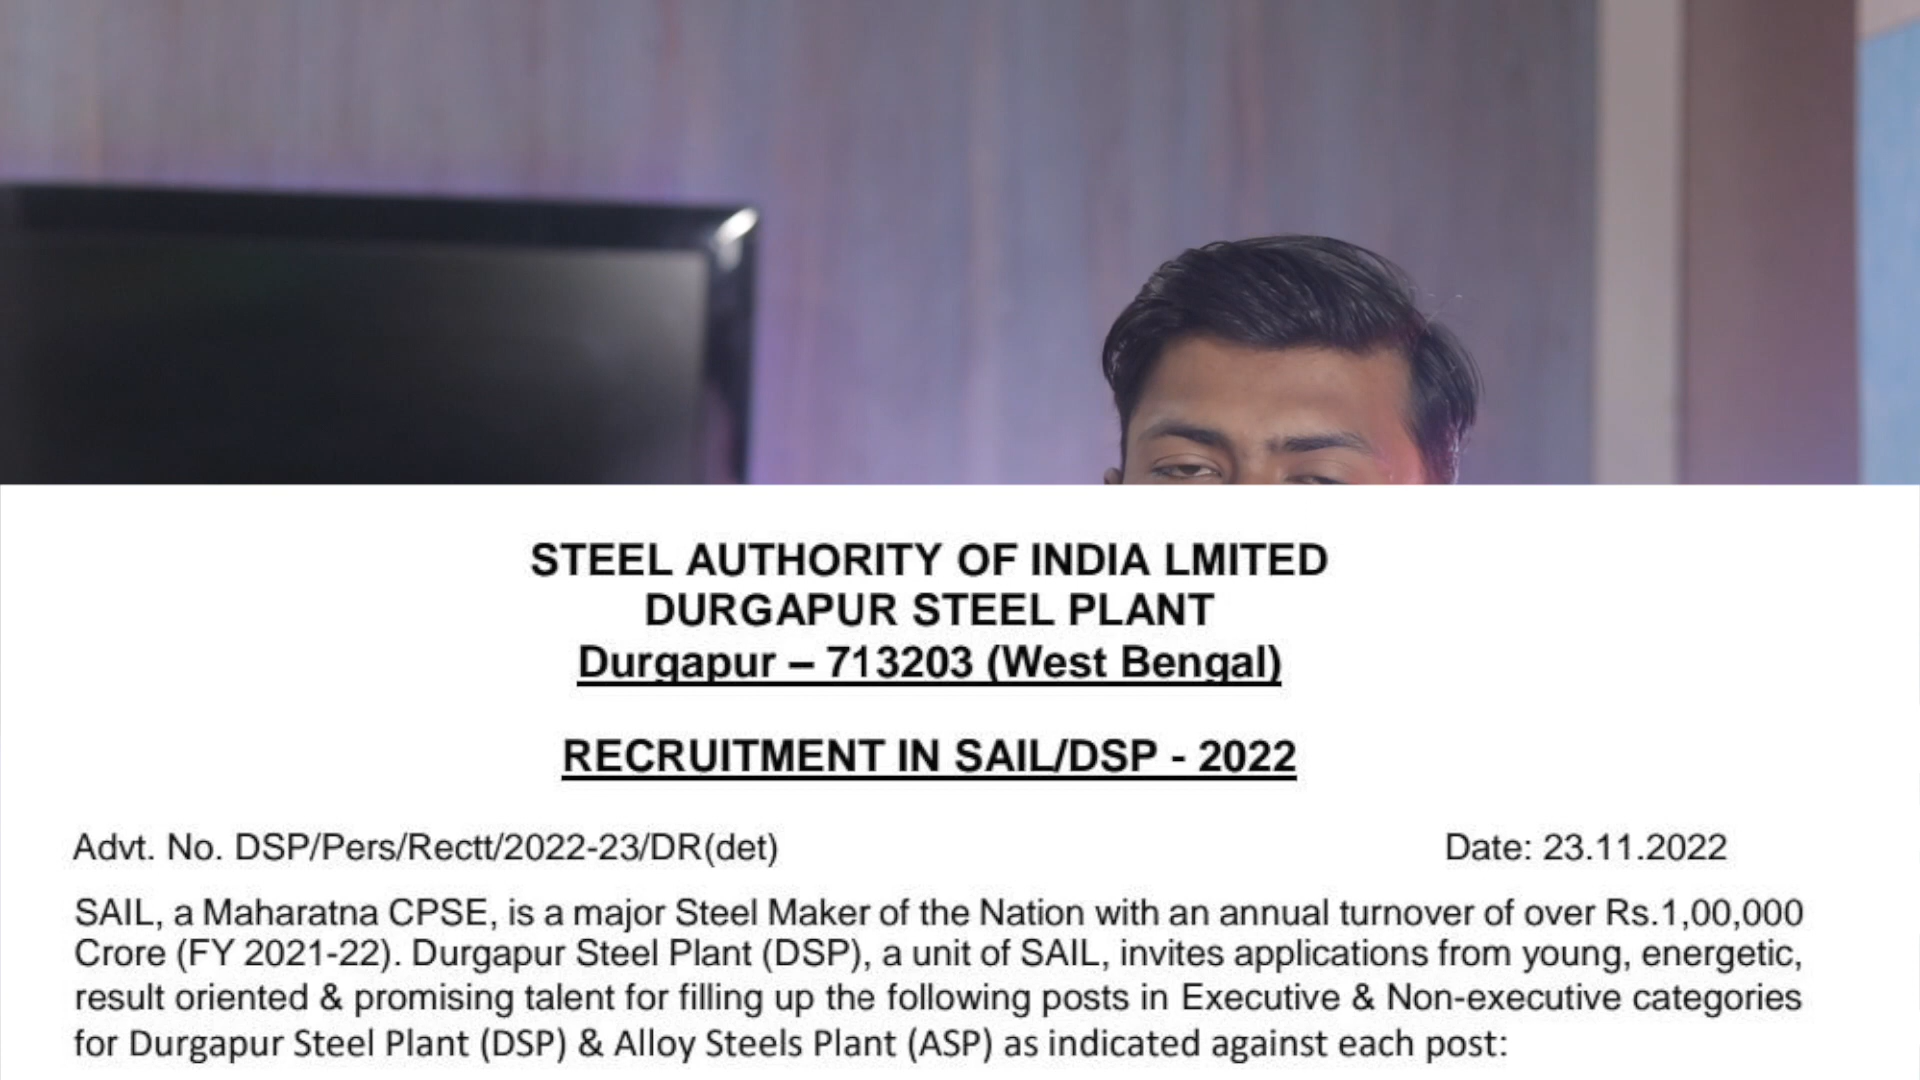 STEEL AUTHORITY OF INDIA LMITED
DURGAPUR STEEL PLANT
Durgapur – 713203 (West Bengal)
RECRUITMENT IN SAIL/DSP - 2022
Advt. No. DSP/Pers/Rectt/2022-23/DR(det) Date: 23.11.2022
SAIL, a Maharatna CPSE, is a major Steel Maker of the Nation with an annual turnover of over Rs.1,00,000
Crore (FY 2021-22). Durgapur Steel Plant (DSP), a unit of SAIL, invites applications from young, energetic,
result oriented & promising talent for filling up the following posts in Executive & Non-executive categories
for Durgapur Steel Plant (DSP) & Alloy Steels Plant (ASP) as indicated against each post: